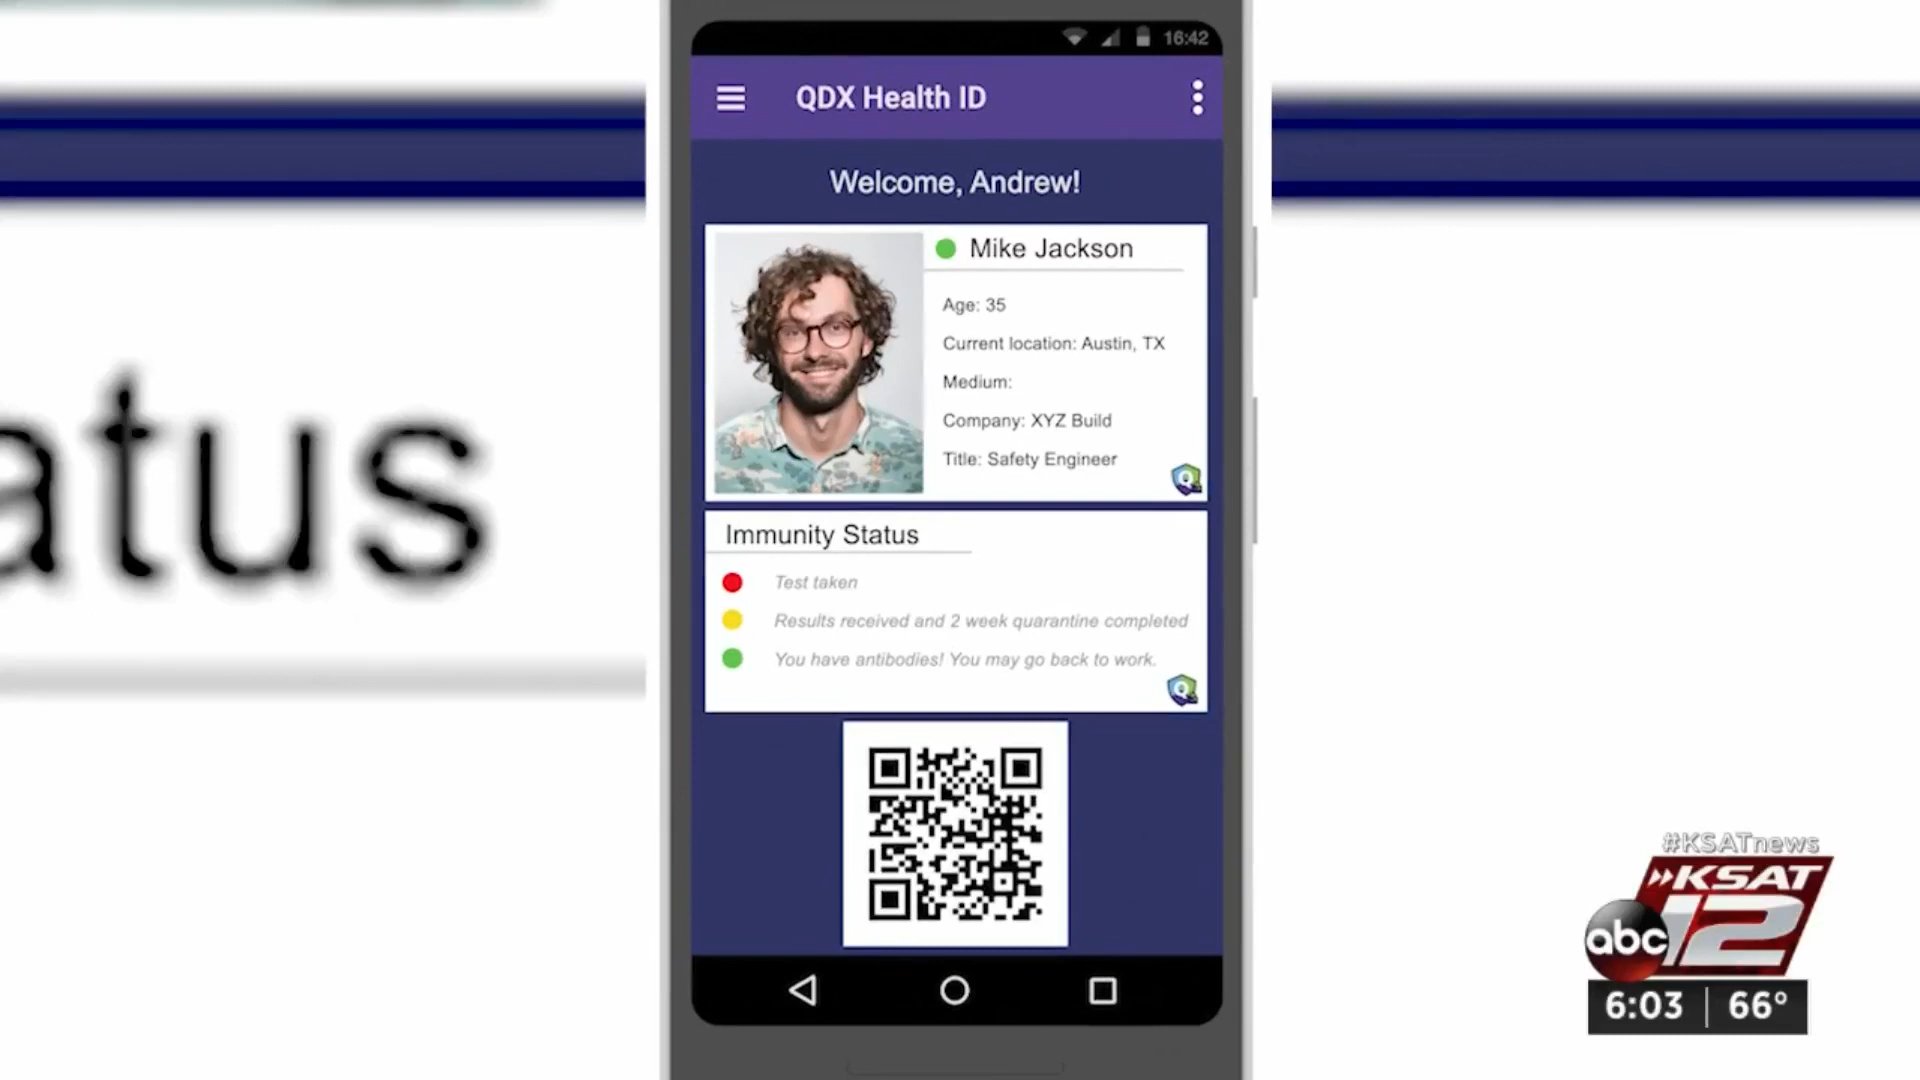 16:42
QDX Health ID
Welcome, Andrew!
Mike Jackson
Age: 35
Current location: Austin, TX
Medium:
Company: XYZ Build
Title: Safety Engineer
Immunity Status
Test taken
Results received and 2 week quarantine completed
You have antibodies! You may go back to work.
atus
#KSATnews
KSAT
abc 12
6:03 66°